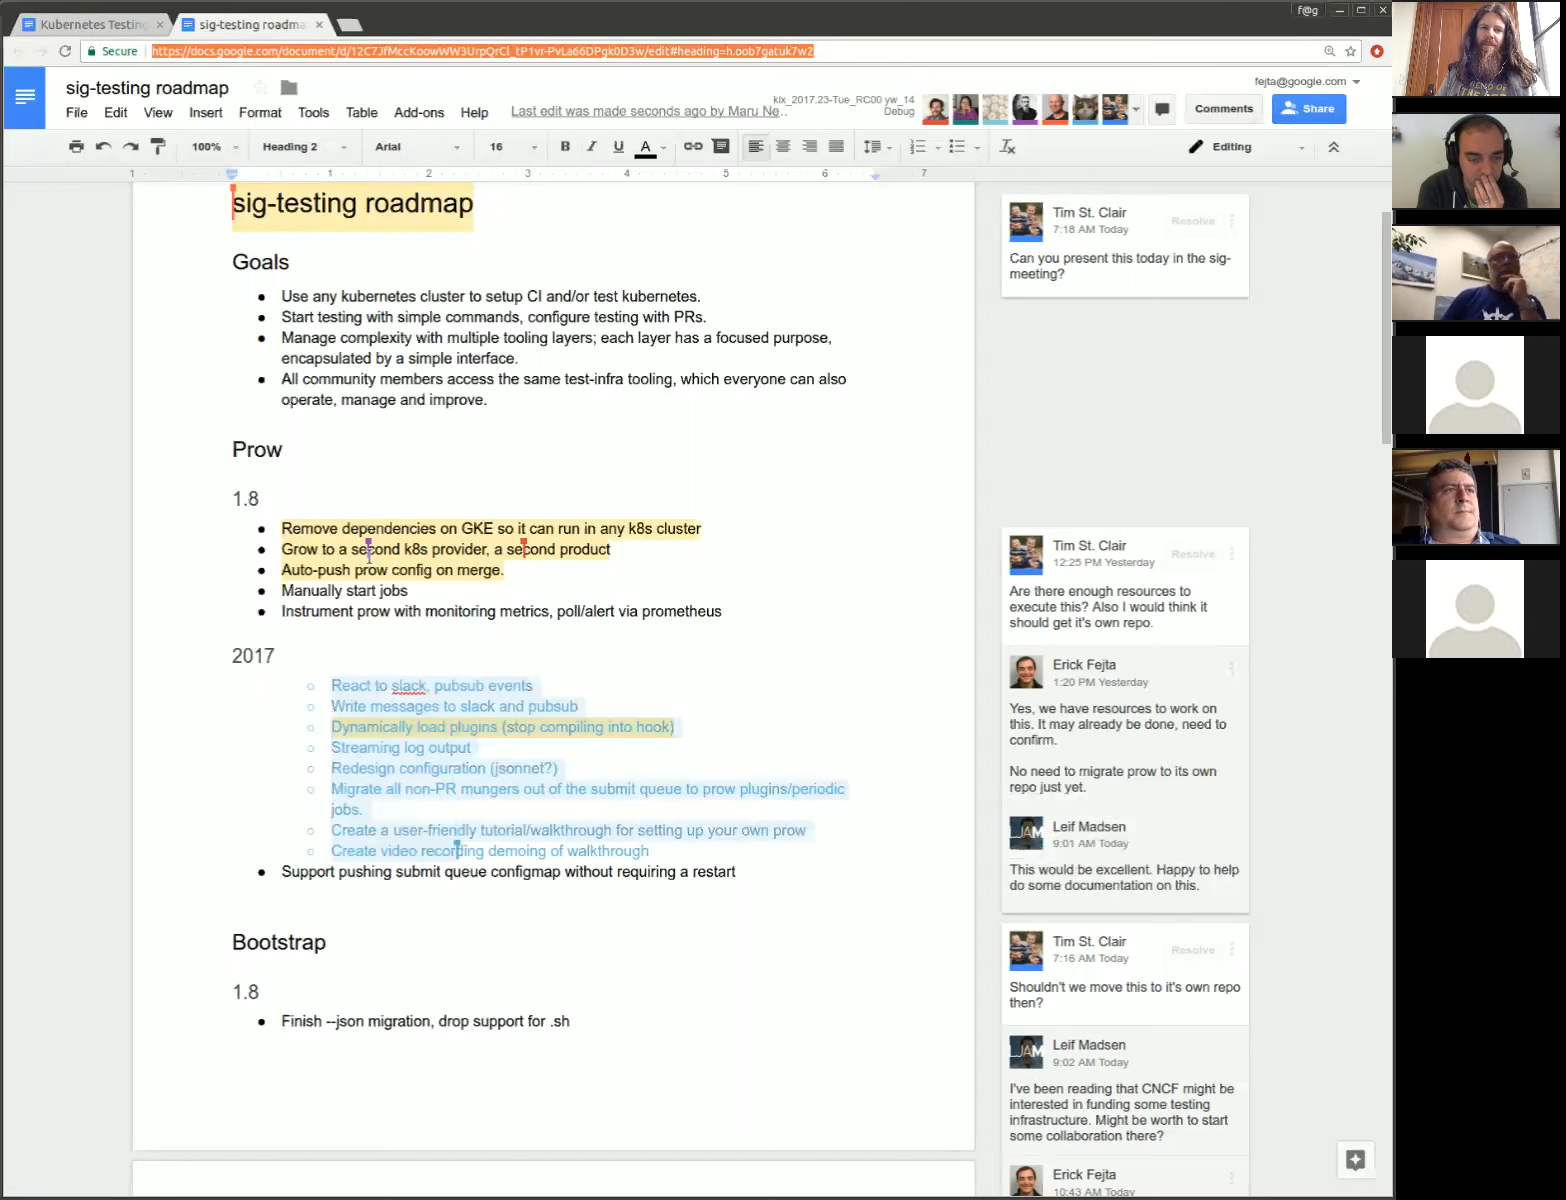 f@g
Kubernetes Testing
sig-testing roadma
Secure
https://docs.google.com/document/d/12C7JfMccKoowWW3UrpQrCl_tP1vr-PvLa66DPgk0D3w/edit#heading=h.oob7gatuk7w2
sig-testing roadmap
fejta@google.com
File Edit View Insert Format Tools Table Add-ons Help
Last edit was made seconds ago by Maru Ne...
kix_2017.23-Tue_RC00 yw_14
Debug
Comments
Share
100% Heading 2 Arial 16 B I U A
Editing
1 1 2 3 4 5 6 7
sig-testing roadmap
Goals
● Use any kubernetes cluster to setup CI and/or test kubernetes.
● Start testing with simple commands, configure testing with PRs.
● Manage complexity with multiple tooling layers; each layer has a focused purpose,
encapsulated by a simple interface.
● All community members access the same test-infra tooling, which everyone can also
operate, manage and improve.
Prow
1.8
● Remove dependencies on GKE so it can run in any k8s cluster
● Grow to a second k8s provider, a second product
● Auto-push prow config on merge.
● Manually start jobs
● Instrument prow with monitoring metrics, poll/alert via prometheus
2017
○ React to slack, pubsub events
○ Write messages to slack and pubsub
○ Dynamically load plugins (stop compiling into hook)
○ Streaming log output
○ Redesign configuration (jsonnet?)
○ Migrate all non-PR mungers out of the submit queue to prow plugins/periodic
jobs.
○ Create a user-friendly tutorial/walkthrough for setting up your own prow
○ Create video recording demoing of walkthrough
● Support pushing submit queue configmap without requiring a restart
Bootstrap
1.8
● Finish --json migration, drop support for .sh
Tim St. Clair
7:18 AM Today
Resolve
Can you present this today in the sig-
meeting?
Tim St. Clair
12:25 PM Yesterday
Resolve
Are there enough resources to
execute this? Also I would think it
should get it's own repo.
Erick Fejta
1:20 PM Yesterday
Yes, we have resources to work on
this. It may already be done, need to
confirm.
No need to migrate prow to its own
repo just yet.
LJAM
Leif Madsen
9:01 AM Today
This would be excellent. Happy to help
do some documentation on this.
Tim St. Clair
7:16 AM Today
Resolve
Shouldn't we move this to it's own repo
then?
LJAM
Leif Madsen
9:02 AM Today
I've been reading that CNCF might be
interested in funding some testing
infrastructure. Might be worth to start
some collaboration there?
Erick Fejta
10:43 AM Today